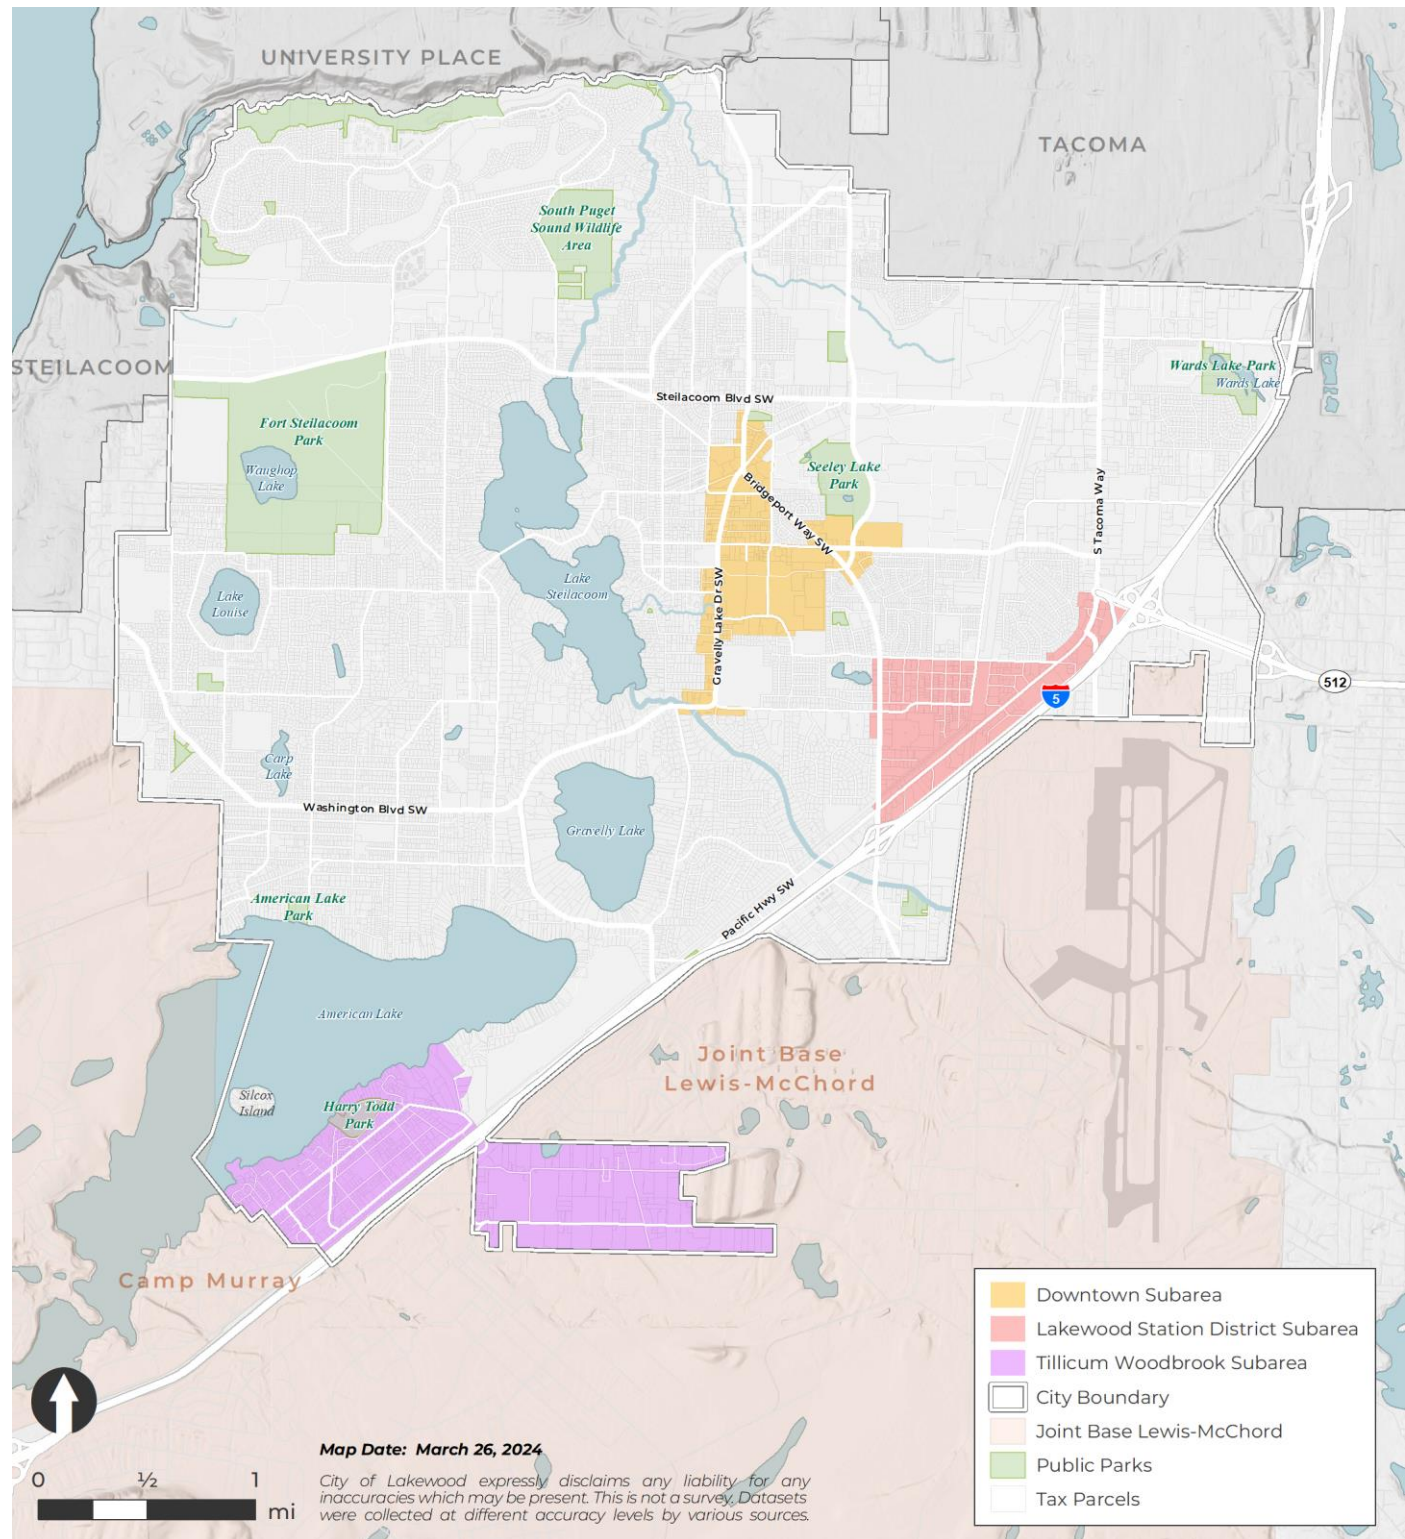 UNIVERSITY PLACE
TACOMA
South Puget
Sound Wildlife
Area
STEILACOOM
Wards Lake Park
Wards Lake
Steilacoom Blvd SW
Fort Steilacoom
Park
Waughop
Lake
Seeley Lake
Park
Bridgeport Way SW
S Tacoma Way
Lake
Louise
Lake
Steilacoom
Gravelly Lake Dr SW
512
5
Carp
Lake
Washington Blvd SW
Gravelly Lake
American Lake
Park
Pacific Hwy SW
American Lake
Joint Base
Lewis-McChord
Silcox
Island
Harry Todd
Park
Camp Murray
Downtown Subarea
Lakewood Station District Subarea
Tillicum Woodbrook Subarea
City Boundary
Joint Base Lewis-McChord
Public Parks
Tax Parcels
Map Date: March 26, 2024
0 ½ 1
mi
City of Lakewood expressly disclaims any liability for any
inaccuracies which may be present. This is not a survey. Datasets
were collected at different accuracy levels by various sources.